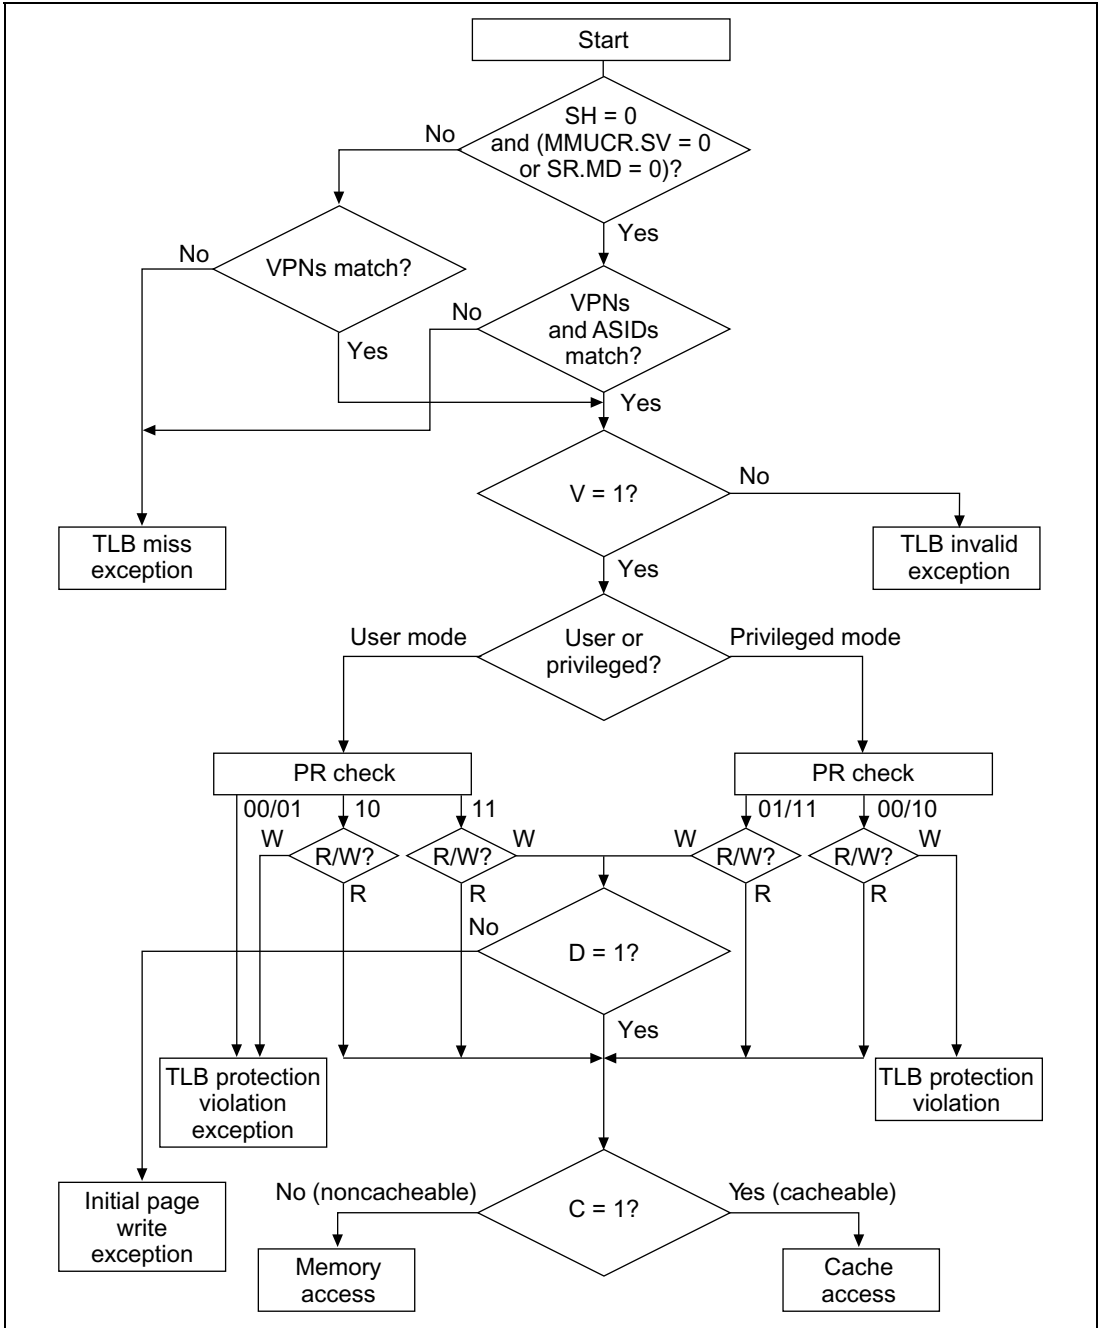 Start
SH = 0
and (MMUCR.SV = 0
or SR.MD = 0)?
No
Yes
No
VPNs match?
Yes
No
VPNs
and ASIDs
match?
Yes
V = 1?
No
TLB miss
exception
TLB invalid
exception
Yes
User mode
User or
privileged?
Privileged mode
PR check
PR check
00/01
10
11
01/11
00/10
W
R/W?
R/W?
W
W
R/W?
R/W?
W
R
R
R
R
No
D = 1?
Yes
TLB protection
violation
exception
TLB protection
violation
Initial page
write
exception
No (noncacheable)
C = 1?
Yes (cacheable)
Memory
access
Cache
access